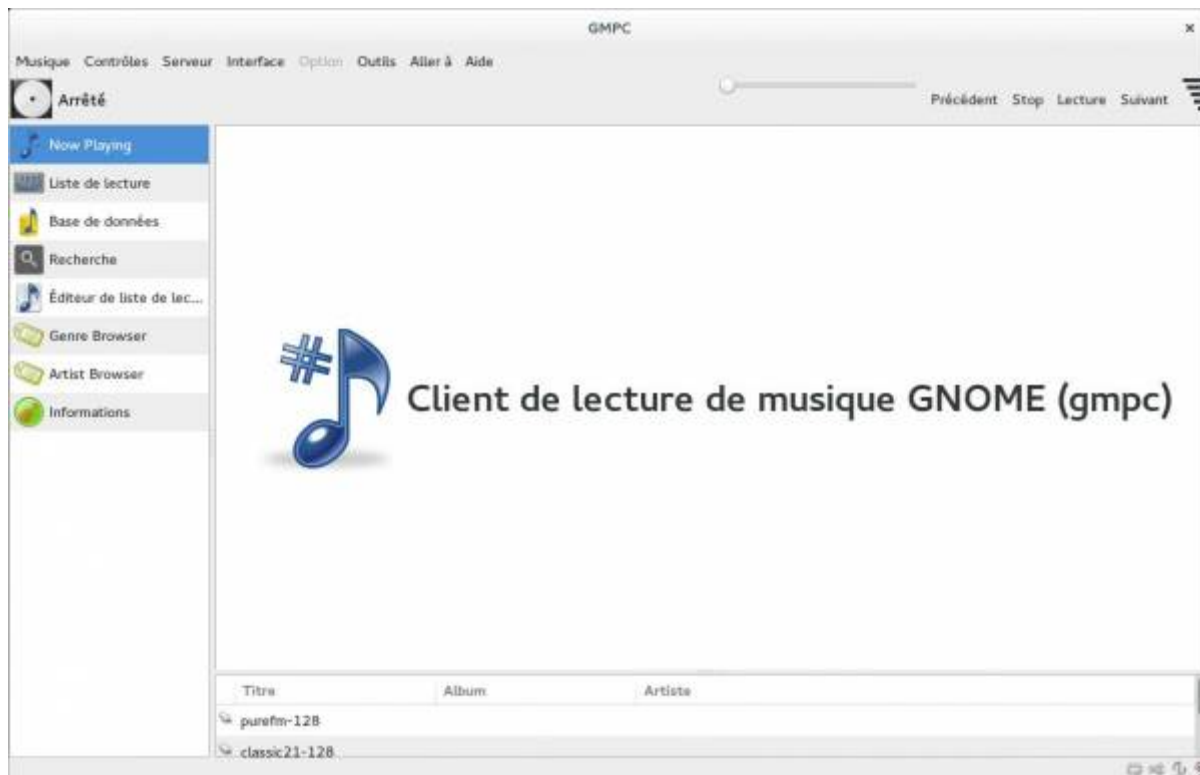 GMPC
Musique Contrôles Serveur Interface Option Outils Aller à Aide
Arrêté
Précédent Stop Lecture Suivant
Now Playing
Liste de lecture
Base de données
Recherche
Éditeur de liste de lec...
Genre Browser
Artist Browser
Informations
Client de lecture de musique GNOME (gmpc)
Titre Album Artiste
purefm-128
classic21-128